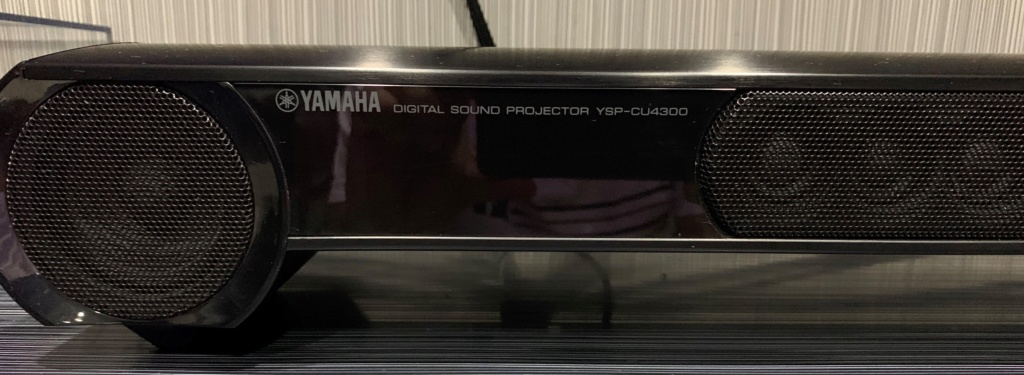 YAMAHA DIGITAL SOUND PROJECTOR YSP-CU4300